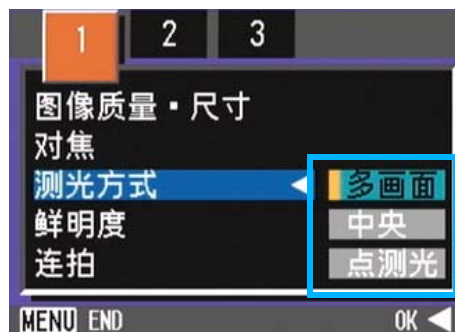 1 2 3
图像质量・尺寸
对焦
测光方式 ◀ 多画面
鲜明度 中央
连拍 点测光
MENU END OK ◀